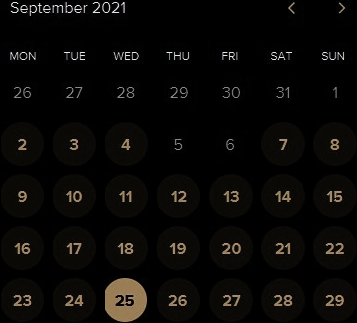 September 2021
MON TUE WED THU FRI SAT SUN
26 27 28 29 30 31 1
2 3 4 5 6 7 8
9 10 11 12 13 14 15
16 17 18 19 20 21 22
23 24 25 26 27 28 29